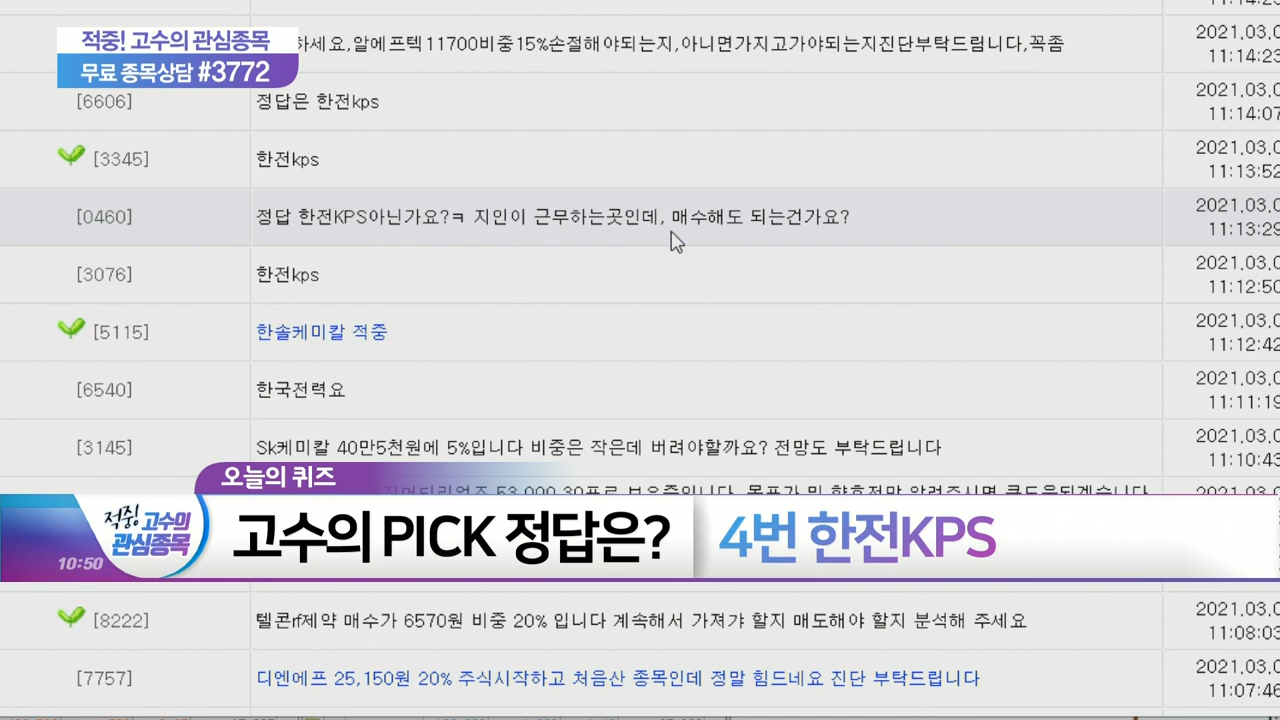 적중! 고수의 관심종목
무료 종목상담 #3772
하세요,알에프텍11700비중15%손절해야되는지,아니면가지고가야되는지진단부탁드림니다,꼭좀
2021.03.0
11:14:23
[6606]
정답은 한전kps
2021.03.0
11:14:07
[3345]
한전kps
2021.03.0
11:13:52
[0460]
정답 한전KPS아닌가요?ㅋ 지인이 근무하는곳인데, 매수해도 되는건가요?
2021.03.0
11:13:29
[3076]
한전kps
2021.03.0
11:12:50
[5115]
한솔케미칼 적중
2021.03.0
11:12:42
[6540]
한국전력요
2021.03.0
11:11:19
[3145]
Sk케미칼 40만5천원에 5%입니다 비중은 작은데 버려야할까요? 전망도 부탁드립니다
2021.03.0
11:10:43
오늘의 퀴즈
적중! 고수의
관심종목
10:50
고수의 PICK 정답은?
4번 한전KPS
[8222]
텔콘rf제약 매수가 6570원 비중 20% 입니다 계속해서 가져갸 할지 매도해야 할지 분석해 주세요
2021.03.0
11:08:03
[7757]
디엔에프 25,150원 20% 주식시작하고 처음산 종목인데 정말 힘드네요 진단 부탁드립니다
2021.03.0
11:07:46